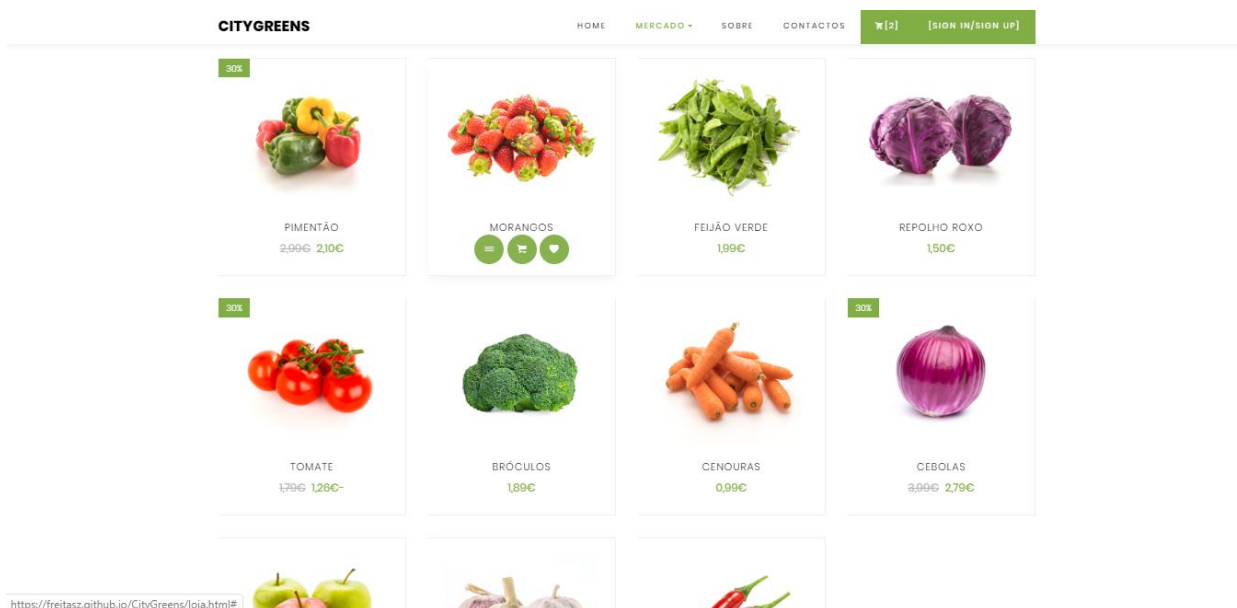 CITYGREENS
HOME MERCADO SOBRE CONTACTOS [2] [SIGN IN/SIGN UP]
30%
PIMENTÃO MORANGOS FEIJÃO VERDE REPOLHO ROXO
2,99€ 2,10€ 1,99€ 1,50€
30% 30%
TOMATE BRÓCULOS CENOURAS CEBOLAS
1,79€ 1,26€- 1,89€ 0,99€ 3,99€ 2,79€
https://freitasz.github.io/CityGreens/loja.html#